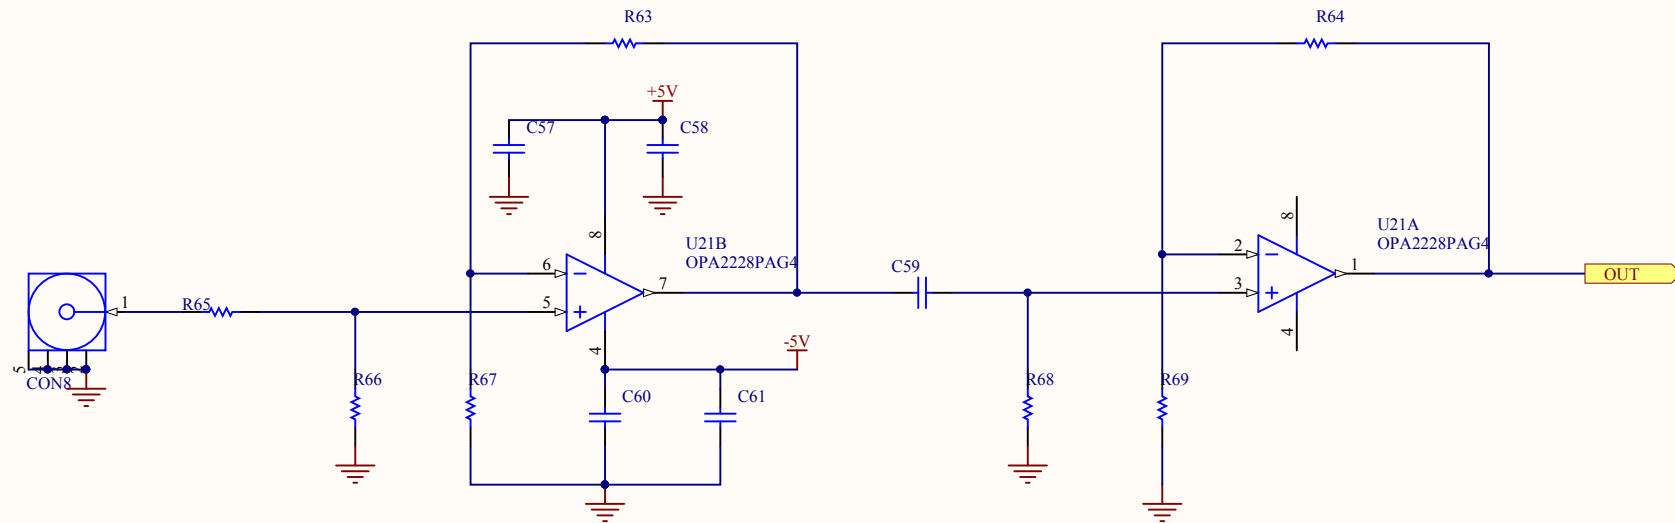 R63
R64
+5V
C57
C58
8
U21B
OPA2228PAG4
6
7
5
4
-5V
C59
8
U21A
OPA2228PAG4
2
1
3
4
OUT
1
R65
5
CON8
R66
R67
C60
C61
R68
R69